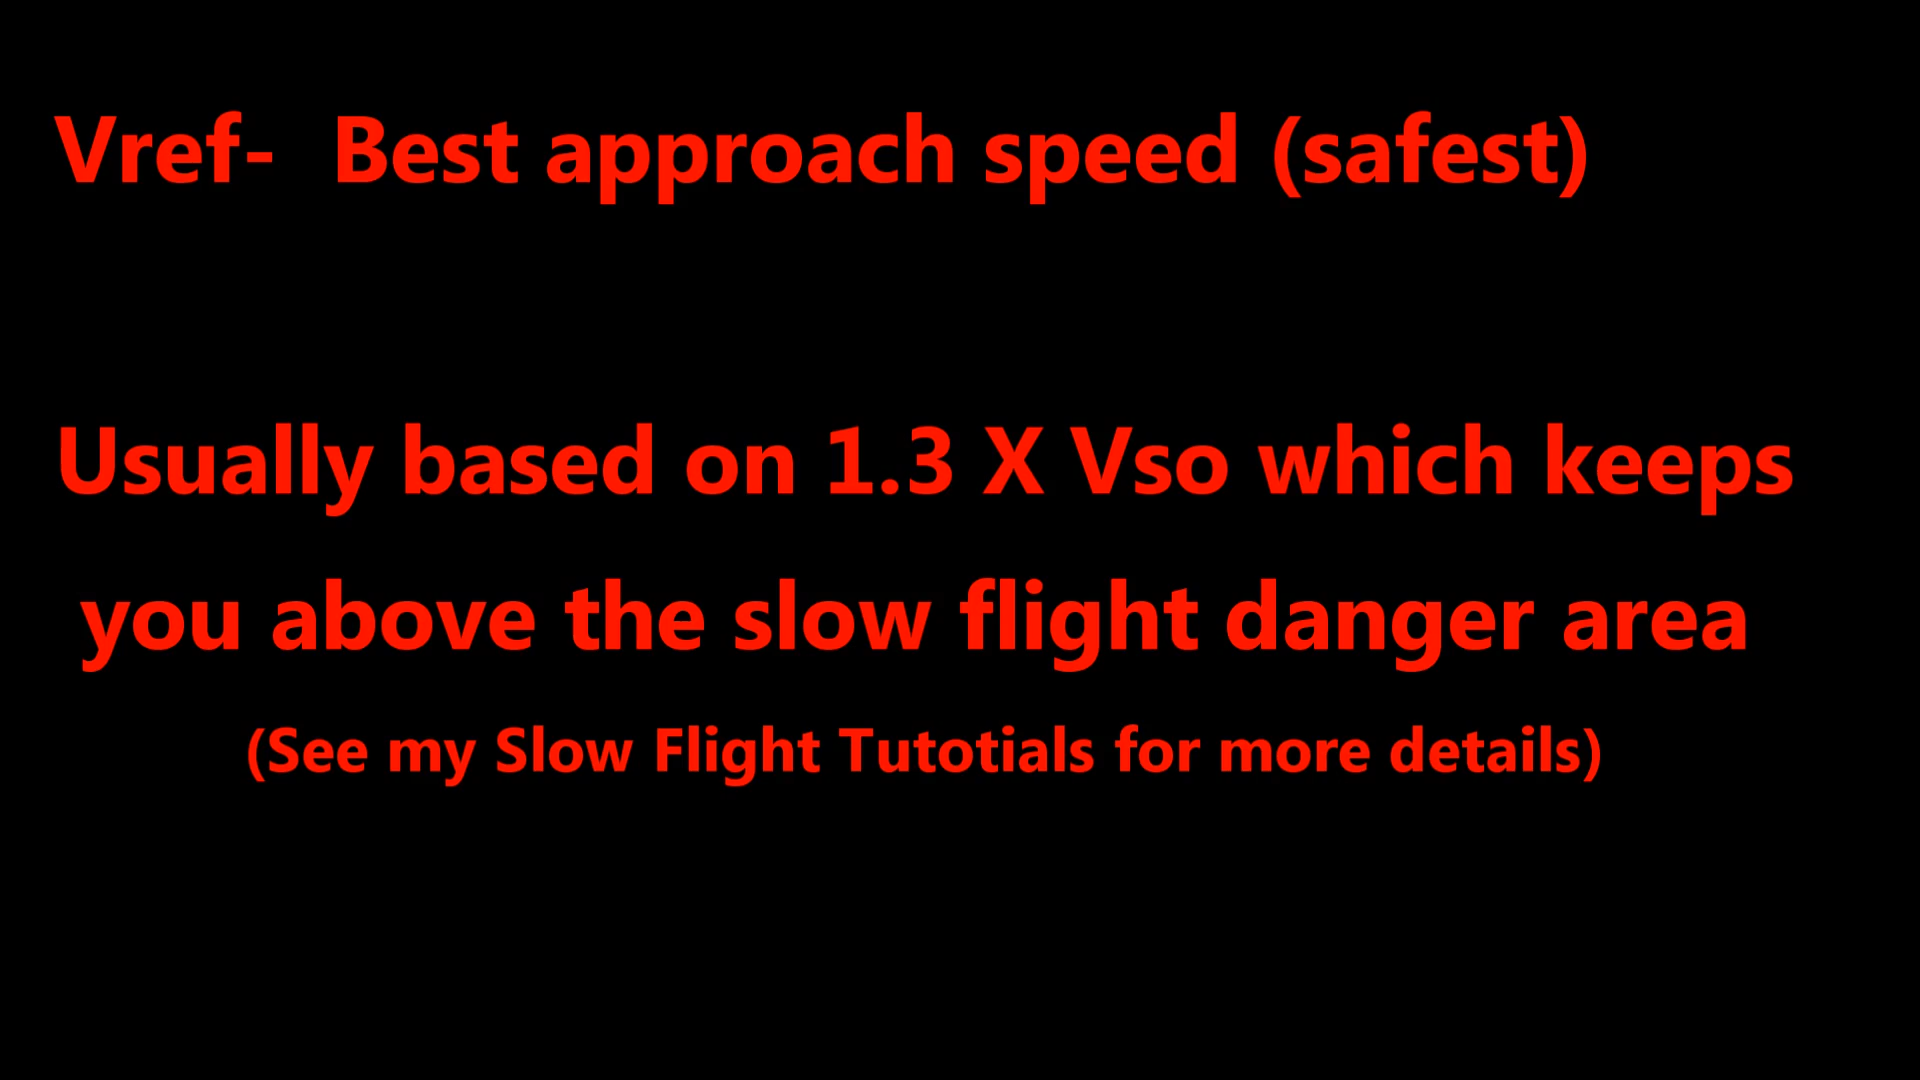 Vref-  Best approach speed (safest)
Usually based on 1.3 X Vso which keeps
you above the slow flight danger area
(See my Slow Flight Tutotials for more details)